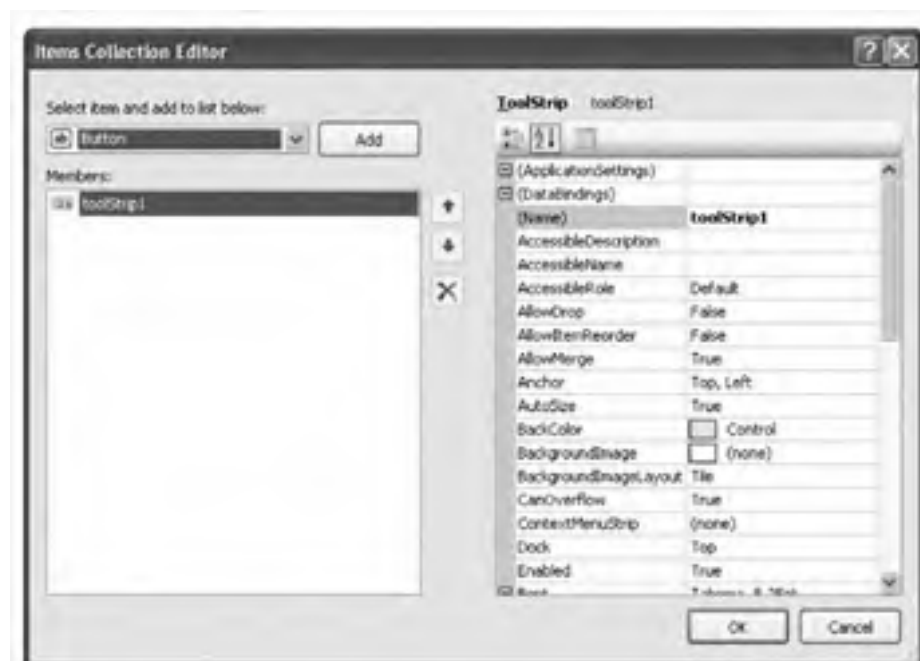 Items Collection Editor
Select item and add to list below:
Button
Add
Members:
toolStrip1
ToolStrip toolStrip1
(ApplicationSettings)
(DataBindings)
(Name) toolStrip1
AccessibleDescription
AccessibleName
AccessibleRole Default
AllowDrop False
AllowItemReorder False
AllowMerge True
Anchor Top, Left
AutoSize True
BackColor Control
BackgroundImage (none)
BackgroundImageLayout Tile
CanOverflow True
ContextMenuStrip (none)
Dock Top
Enabled True
OK Cancel